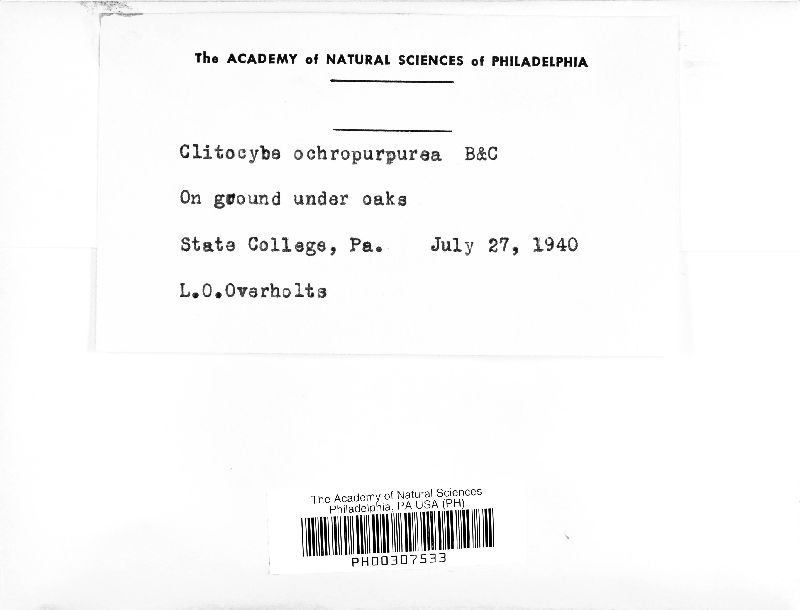 The ACADEMY of NATURAL SCIENCES of PHILADELPHIA
Clitocybe ochropurpurea B&C
On ground under oaks
State College, Pa. July 27, 1940
L.O.Overholts
The Academy of Natural Sciences
Philadelphia, PA USA (PH)
PH00307533